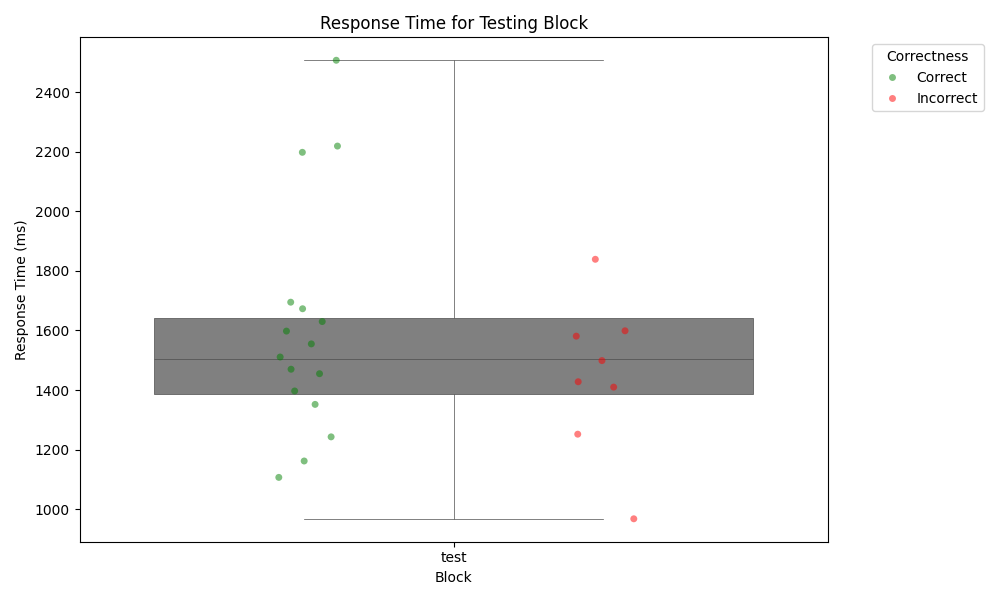 Response Time for Testing Block
Correctness
Correct
Incorrect
Response Time (ms)
2400
2200
2000
1800
1600
1400
1200
1000
test
Block